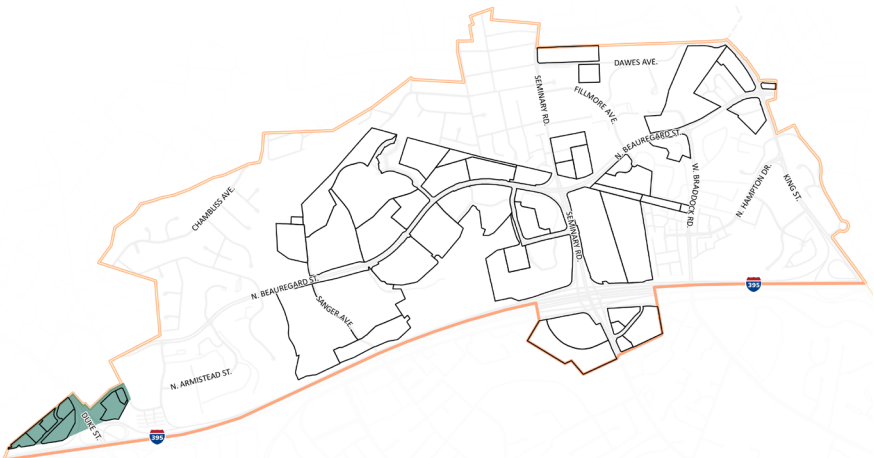 DAWES AVE.
SEMINARY RD.
FILLMORE AVE.
N. BEAUREGARD ST.
W. BRADDOCK RD.
N. HAMPTON DR.
KING ST.
CHAMBLISS AVE.
SEMINARY RD.
N. BEAUREGARD ST.
395
SANGER AVE.
N. ARMISTEAD ST.
DUKE ST.
395